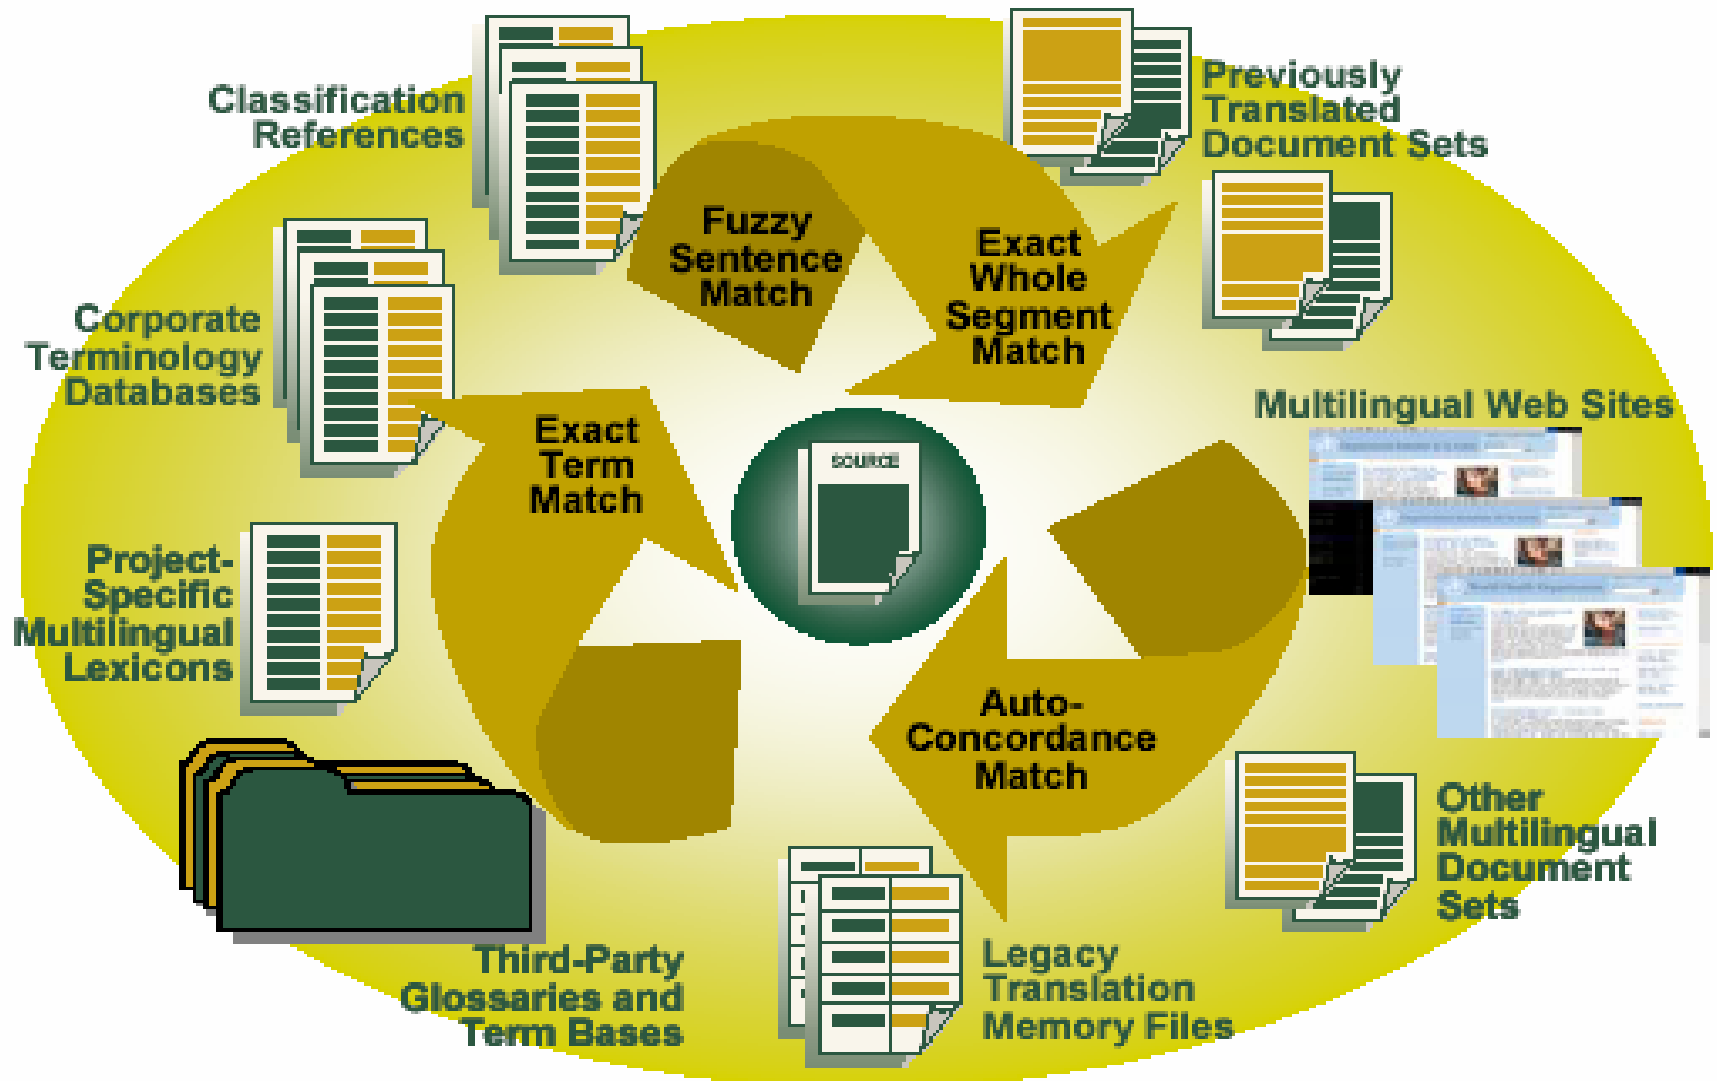 Classification
References
Previously
Translated
Document Sets
Fuzzy
Sentence
Match
Exact
Whole
Segment
Match
Corporate
Terminology
Databases
Multilingual Web Sites
Exact
Term
Match
SOURCE
Project-
Specific
Multilingual
Lexicons
Auto-
Concordance
Match
Other
Multilingual
Document
Sets
Third-Party
Glossaries and
Term Bases
Legacy
Translation
Memory Files